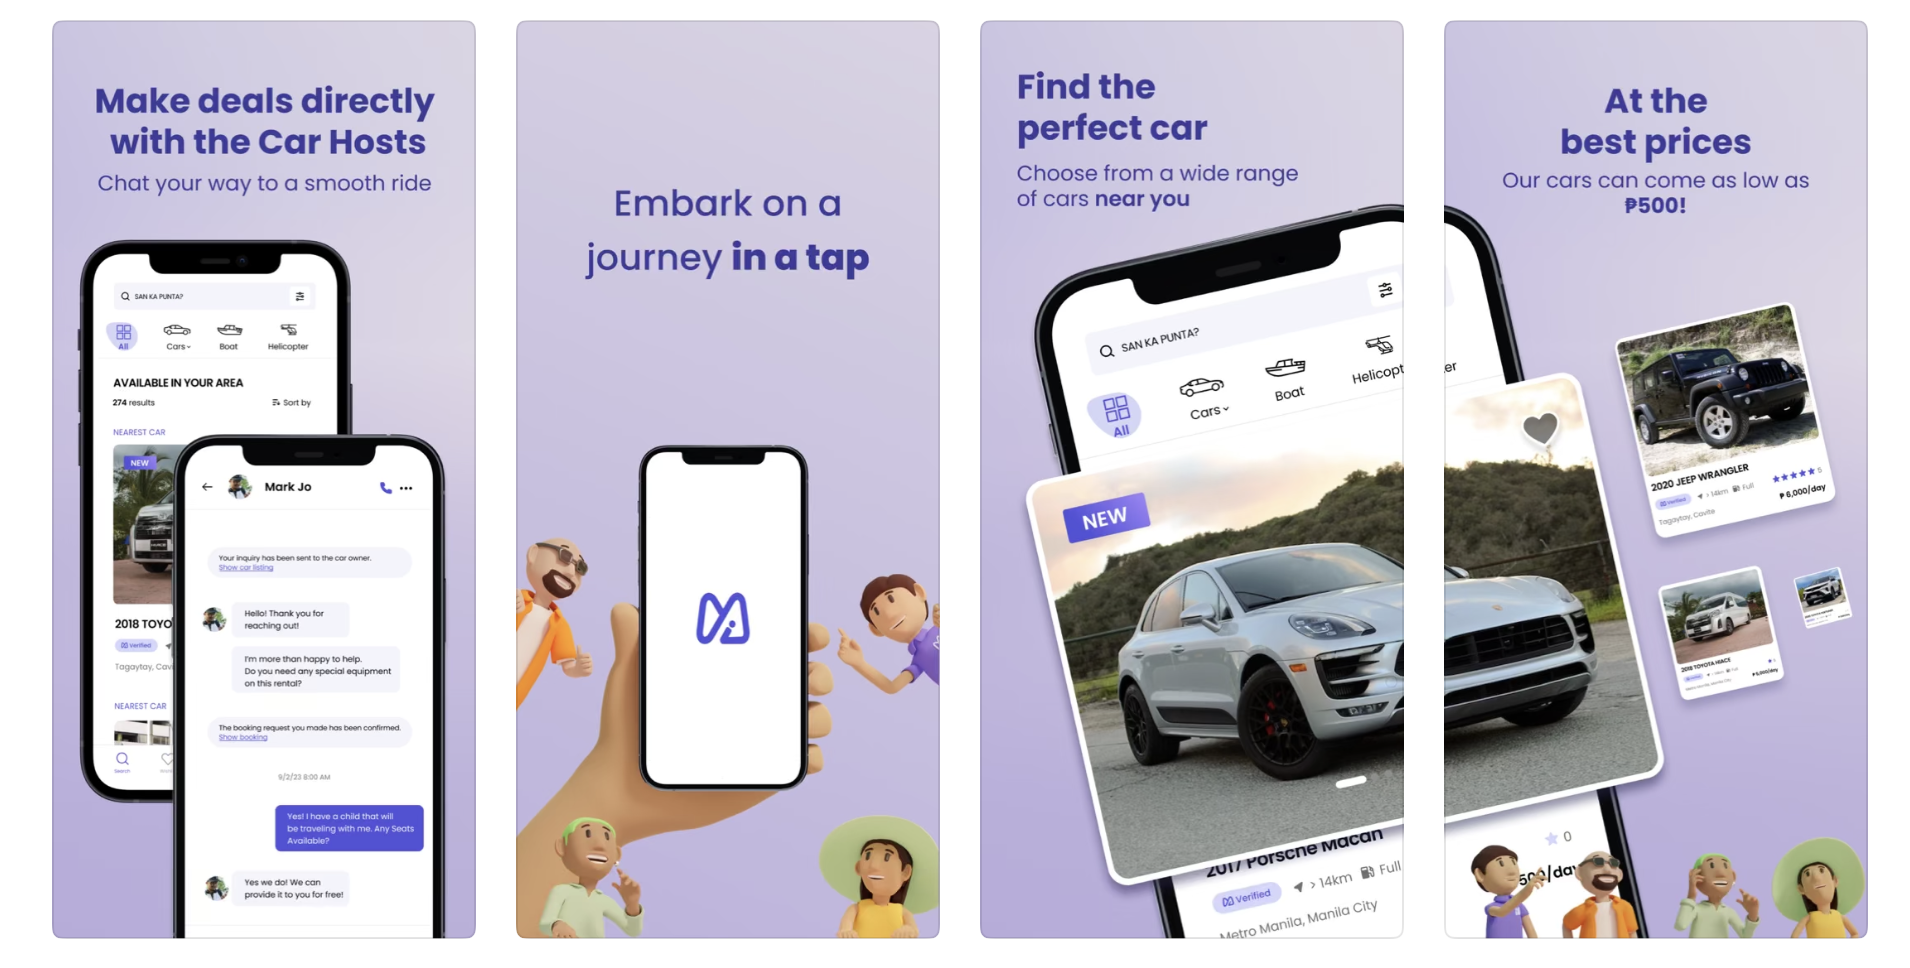 Make deals directly
with the Car Hosts
Chat your way to a smooth ride
SAN KA PUNTA?
All
Cars
Boat
Helicopter
AVAILABLE IN YOUR AREA
274 results
Sort by
NEAREST CAR
NEW
2018 TOYO
Verified
Tagaytay, Cav
NEAREST CAR
Search
Mark Jo
Your inquiry has been sent to the car owner.
Show car listing
Hello! Thank you for
reaching out!
I'm more than happy to help.
Do you need any special equipment
on this rental?
The booking request you made has been confirmed.
Show booking
9/2/23 8:00 AM
Yes! I have a child that will
be traveling with me. Any Seats
Available?
Yes we do! We can
provide it to you for free!
Embark on a
journey in a tap
Find the
perfect car
Choose from a wide range
of cars near you
SAN KA PUNTA?
All
Cars
Boat
Helicopt
NEW
2017 Porsche Macan
Verified > 14km Full
Metro Manila, Manila City
At the
best prices
Our cars can come as low as
₱500!
er
2020 JEEP WRANGLER
5
Verified > 14km Full
₱ 6,000/day
Tagaytay, Cavite
2018 TOYOTA HIACE
0
50 /day